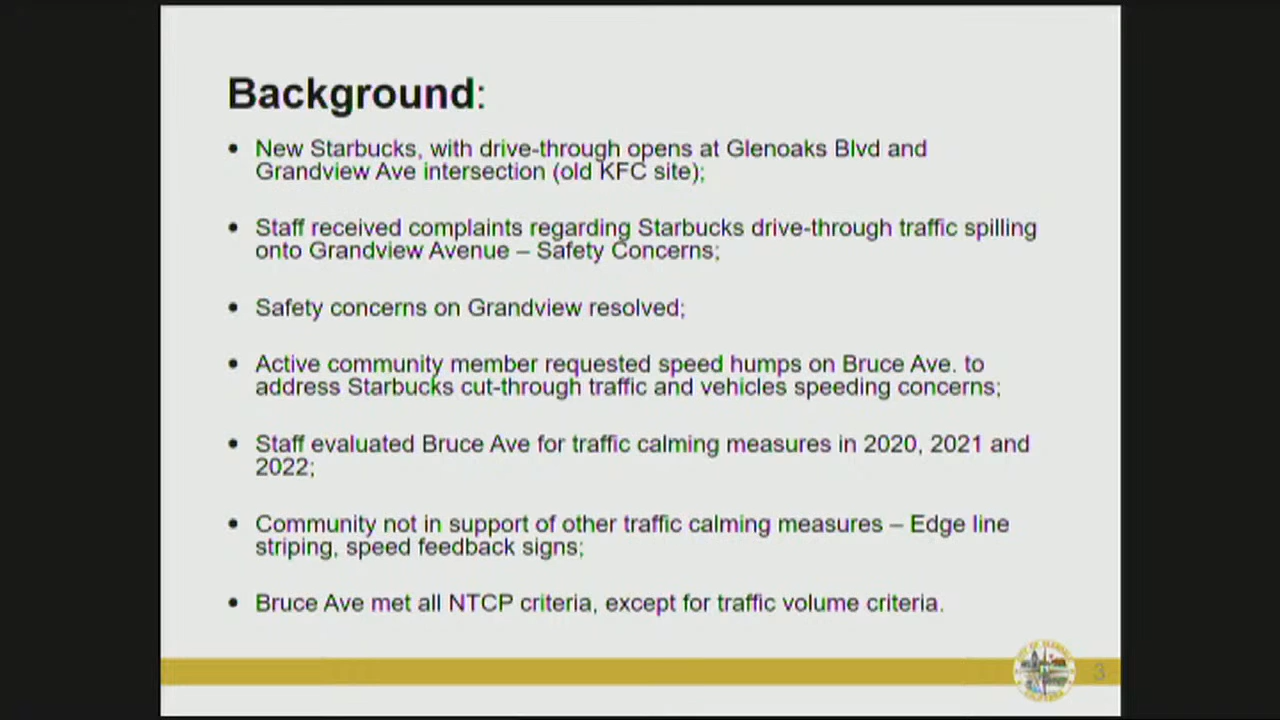 Background:
• New Starbucks, with drive-through opens at Glenoaks Blvd and
Grandview Ave intersection (old KFC site);
• Staff received complaints regarding Starbucks drive-through traffic spilling
onto Grandview Avenue – Safety Concerns;
• Safety concerns on Grandview resolved;
• Active community member requested speed humps on Bruce Ave. to
address Starbucks cut-through traffic and vehicles speeding concerns;
• Staff evaluated Bruce Ave for traffic calming measures in 2020, 2021 and
2022;
• Community not in support of other traffic calming measures – Edge line
striping, speed feedback signs;
• Bruce Ave met all NTCP criteria, except for traffic volume criteria.
3